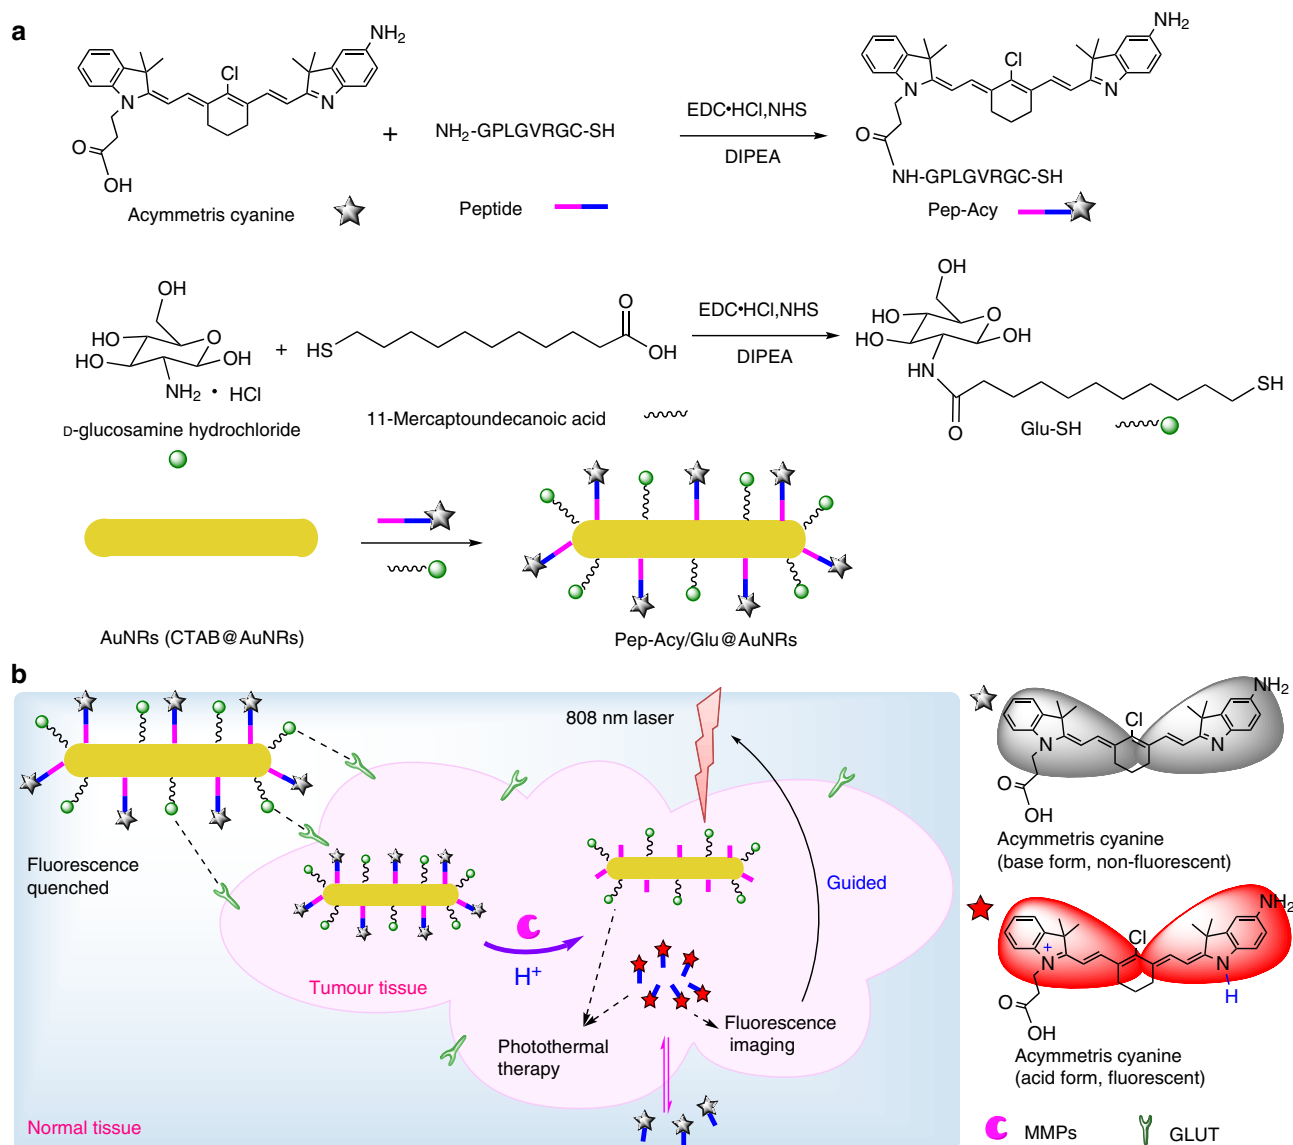 a
NH2
Cl
N
N
O
OH
Acymmetris cyanine
+
NH2-GPLGVRGC-SH
Peptide
EDC•HCl,NHS
DIPEA
NH2
Cl
N
N
O
NH-GPLGVRGC-SH
Pep-Acy
OH
HO
HO
O
OH
NH2 • HCl
D-glucosamine hydrochloride
+
HS
O
OH
11-Mercaptoundecanoic acid
EDC•HCl,NHS
DIPEA
OH
HO
HO
O
OH
HN
O
SH
Glu-SH
AuNRs (CTAB@AuNRs)
Pep-Acy/Glu@AuNRs
b
808 nm laser
Fluorescence
quenched
Guided
H+
Tumour tissue
Photothermal
therapy
Fluorescence
imaging
Normal tissue
NH2
Cl
N
N
O
OH
Acymmetris cyanine
(base form, non-fluorescent)
NH2
Cl
+
N
N
H
O
OH
Acymmetris cyanine
(acid form, fluorescent)
MMPs
GLUT